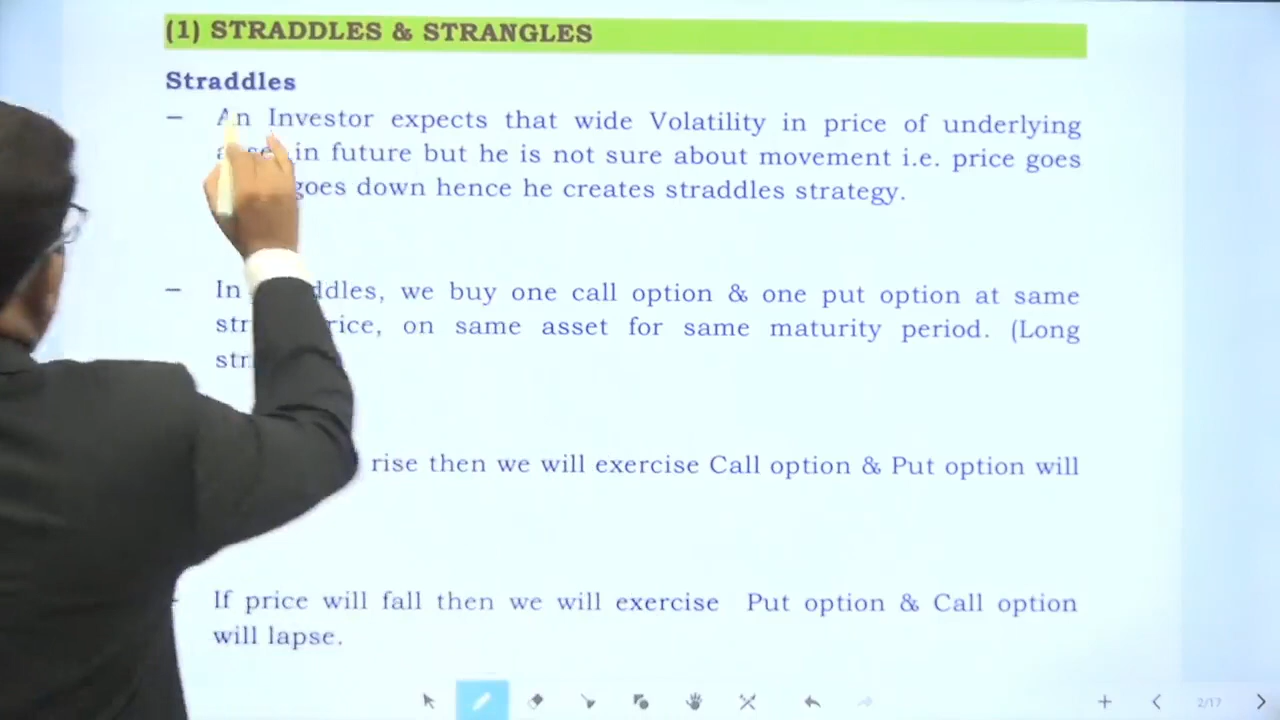 (1) STRADDLES & STRANGLES
Straddles
– An Investor expects that wide Volatility in price of underlying
in future but he is not sure about movement i.e. price goes
goes down hence he creates straddles strategy.
– In we buy one call option & one put option at same
on same asset for same maturity period. (Long
rise then we will exercise Call option & Put option will
If price will fall then we will exercise Put option & Call option
will lapse.
2/17